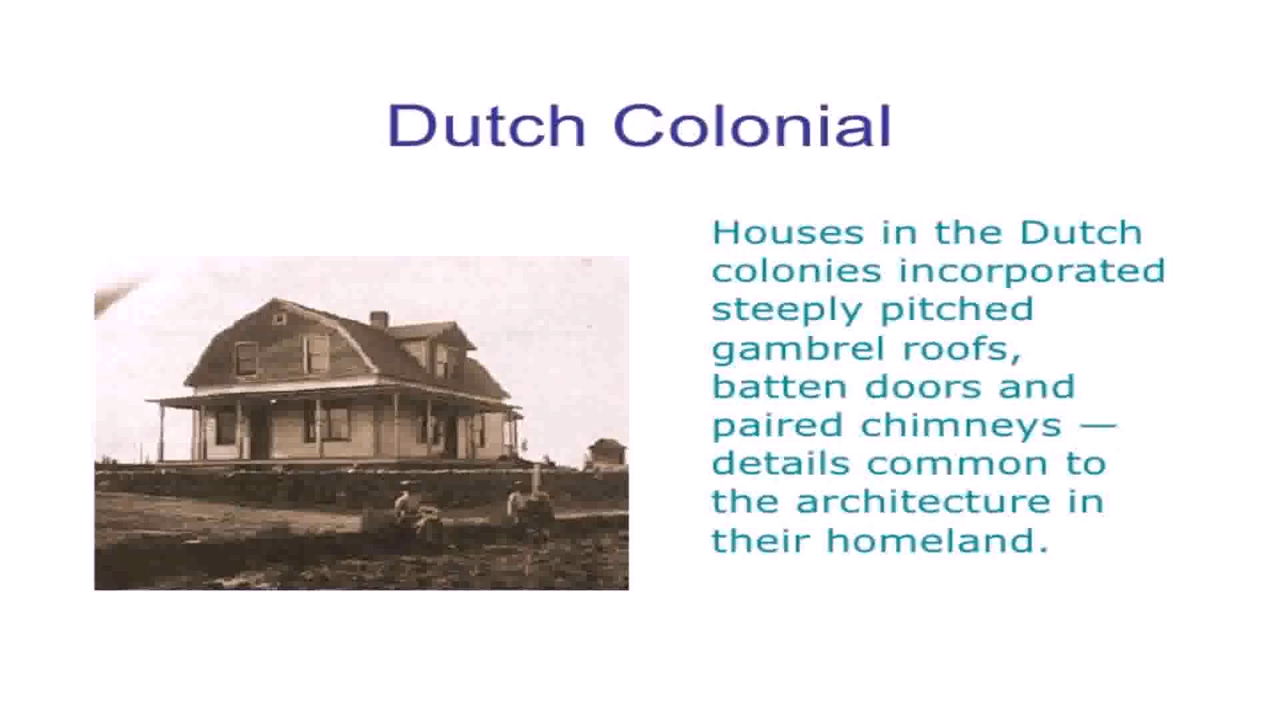 Dutch Colonial
Houses in the Dutch
colonies incorporated
steeply pitched
gambrel roofs,
batten doors and
paired chimneys —
details common to
the architecture in
their homeland.